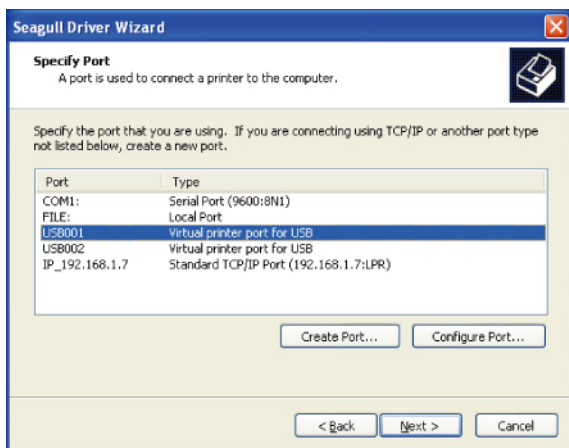 Seagull Driver Wizard
Specify Port
A port is used to connect a printer to the computer.
Specify the port that you are using. If you are connecting using TCP/IP or another port type
not listed below, create a new port.
Port Type
COM1: Serial Port (9600:8N1)
FILE: Local Port
USB001 Virtual printer port for USB
USB002 Virtual printer port for USB
IP_192.168.1.7 Standard TCP/IP Port (192.168.1.7:LPR)
Create Port... Configure Port...
< Back Next > Cancel